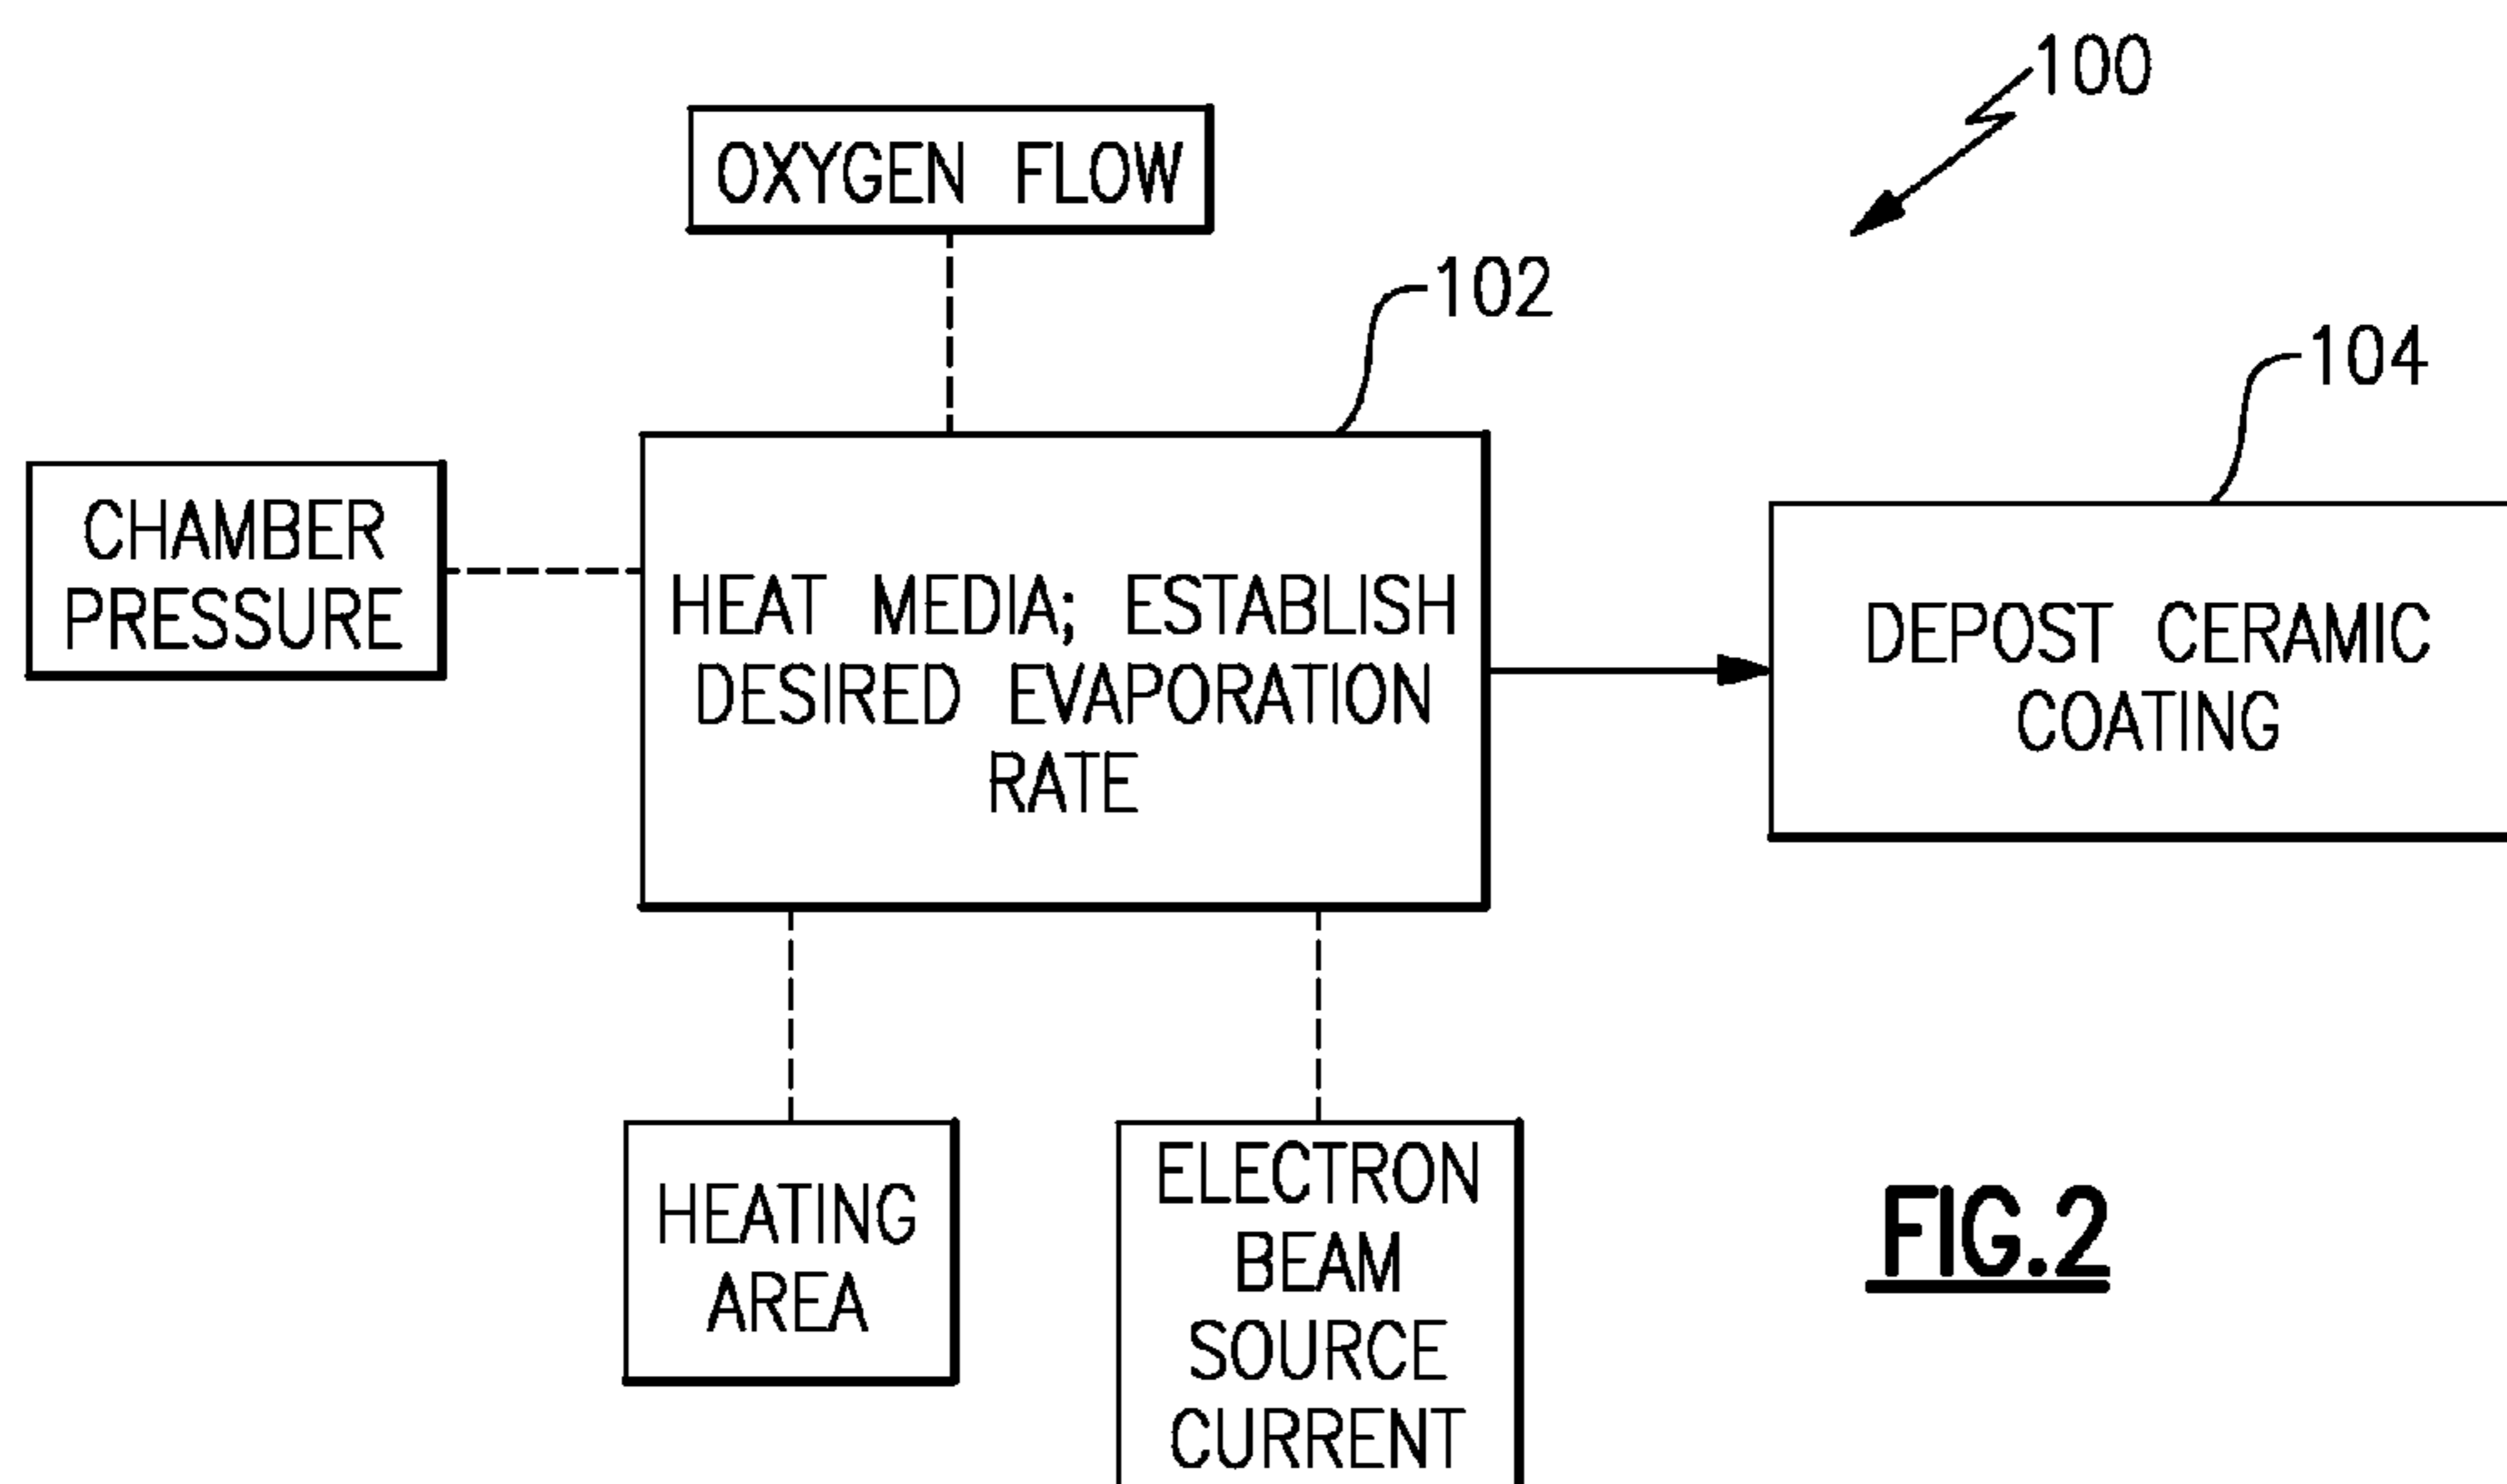 100
OXYGEN FLOW
102
104
CHAMBER
PRESSURE
HEAT MEDIA; ESTABLISH
DESIRED EVAPORATION
RATE
DEPOST CERAMIC
COATING
HEATING
AREA
ELECTRON
BEAM
SOURCE
CURRENT
FIG.2